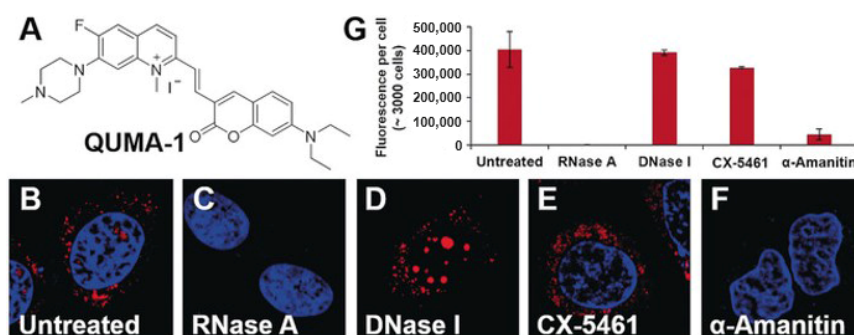 A
F
N
N
N+
I−
O
O
N
QUMA-1
G
Fluorescence per cell
(~ 3000 cells)
500,000
400,000
300,000
200,000
100,000
0
Untreated RNase A DNase I CX-5461 α-Amanitin
B C D E F
Untreated RNase A DNase I CX-5461 α-Amanitin